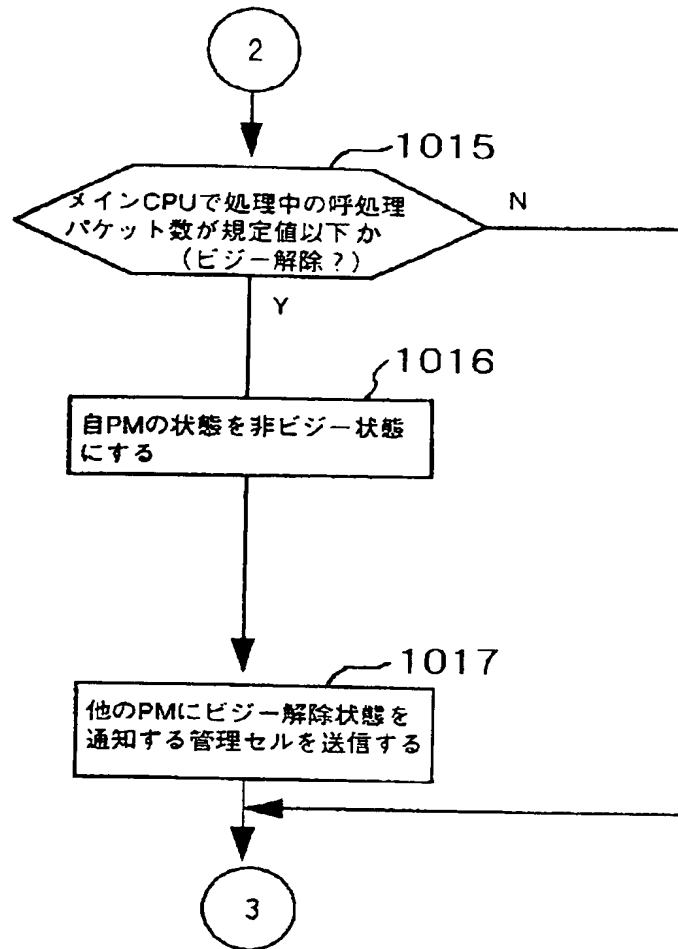 2
1015
メインCPUで処理中の呼処理
パケット数が規定値以下か
(ビジー解除?)
N
Y
1016
自PMの状態を非ビジー状態
にする
1017
他のPMにビジー解除状態を
通知する管理セルを送信する
3